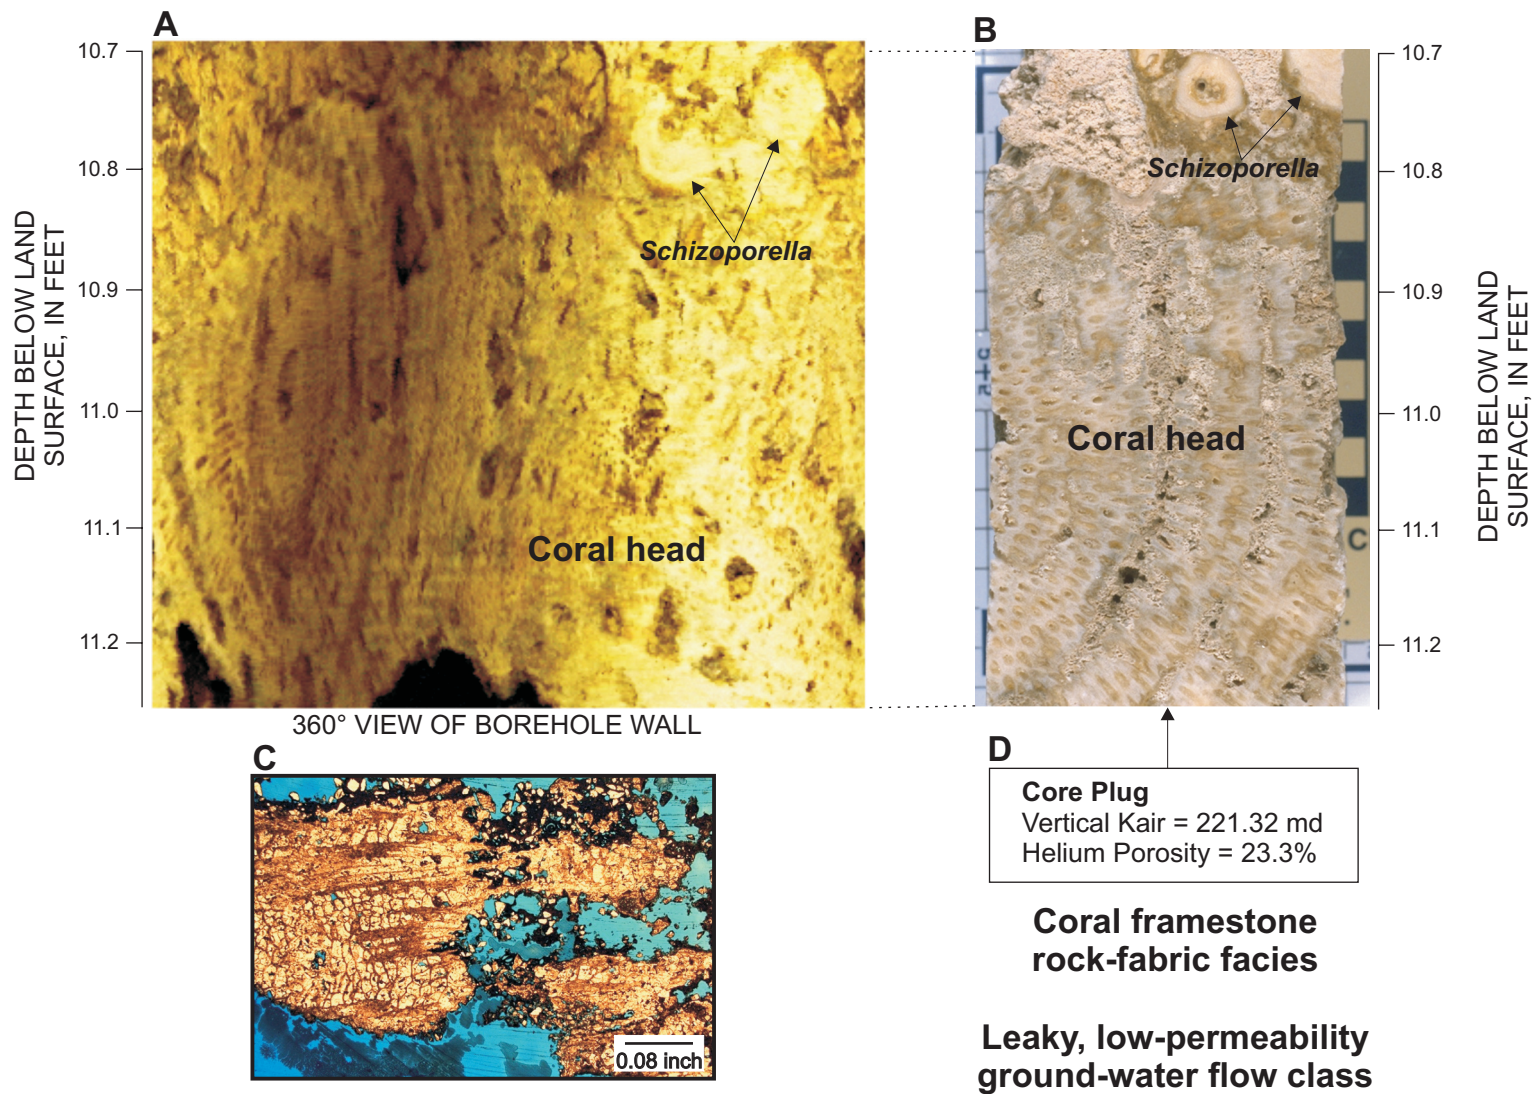 A
B
10.7
10.8
10.9
11.0
11.1
11.2
DEPTH BELOW LAND
SURFACE, IN FEET
Schizoporella
Coral head
360° VIEW OF BOREHOLE WALL
Schizoporella
Coral head
C
10.7
10.8
10.9
11.0
11.1
11.2
DEPTH BELOW LAND
SURFACE, IN FEET
C
0.08 inch
D
Core Plug
Vertical Kair = 221.32 md
Helium Porosity = 23.3%
Coral framestone
rock-fabric facies
Leaky, low-permeability
ground-water flow class